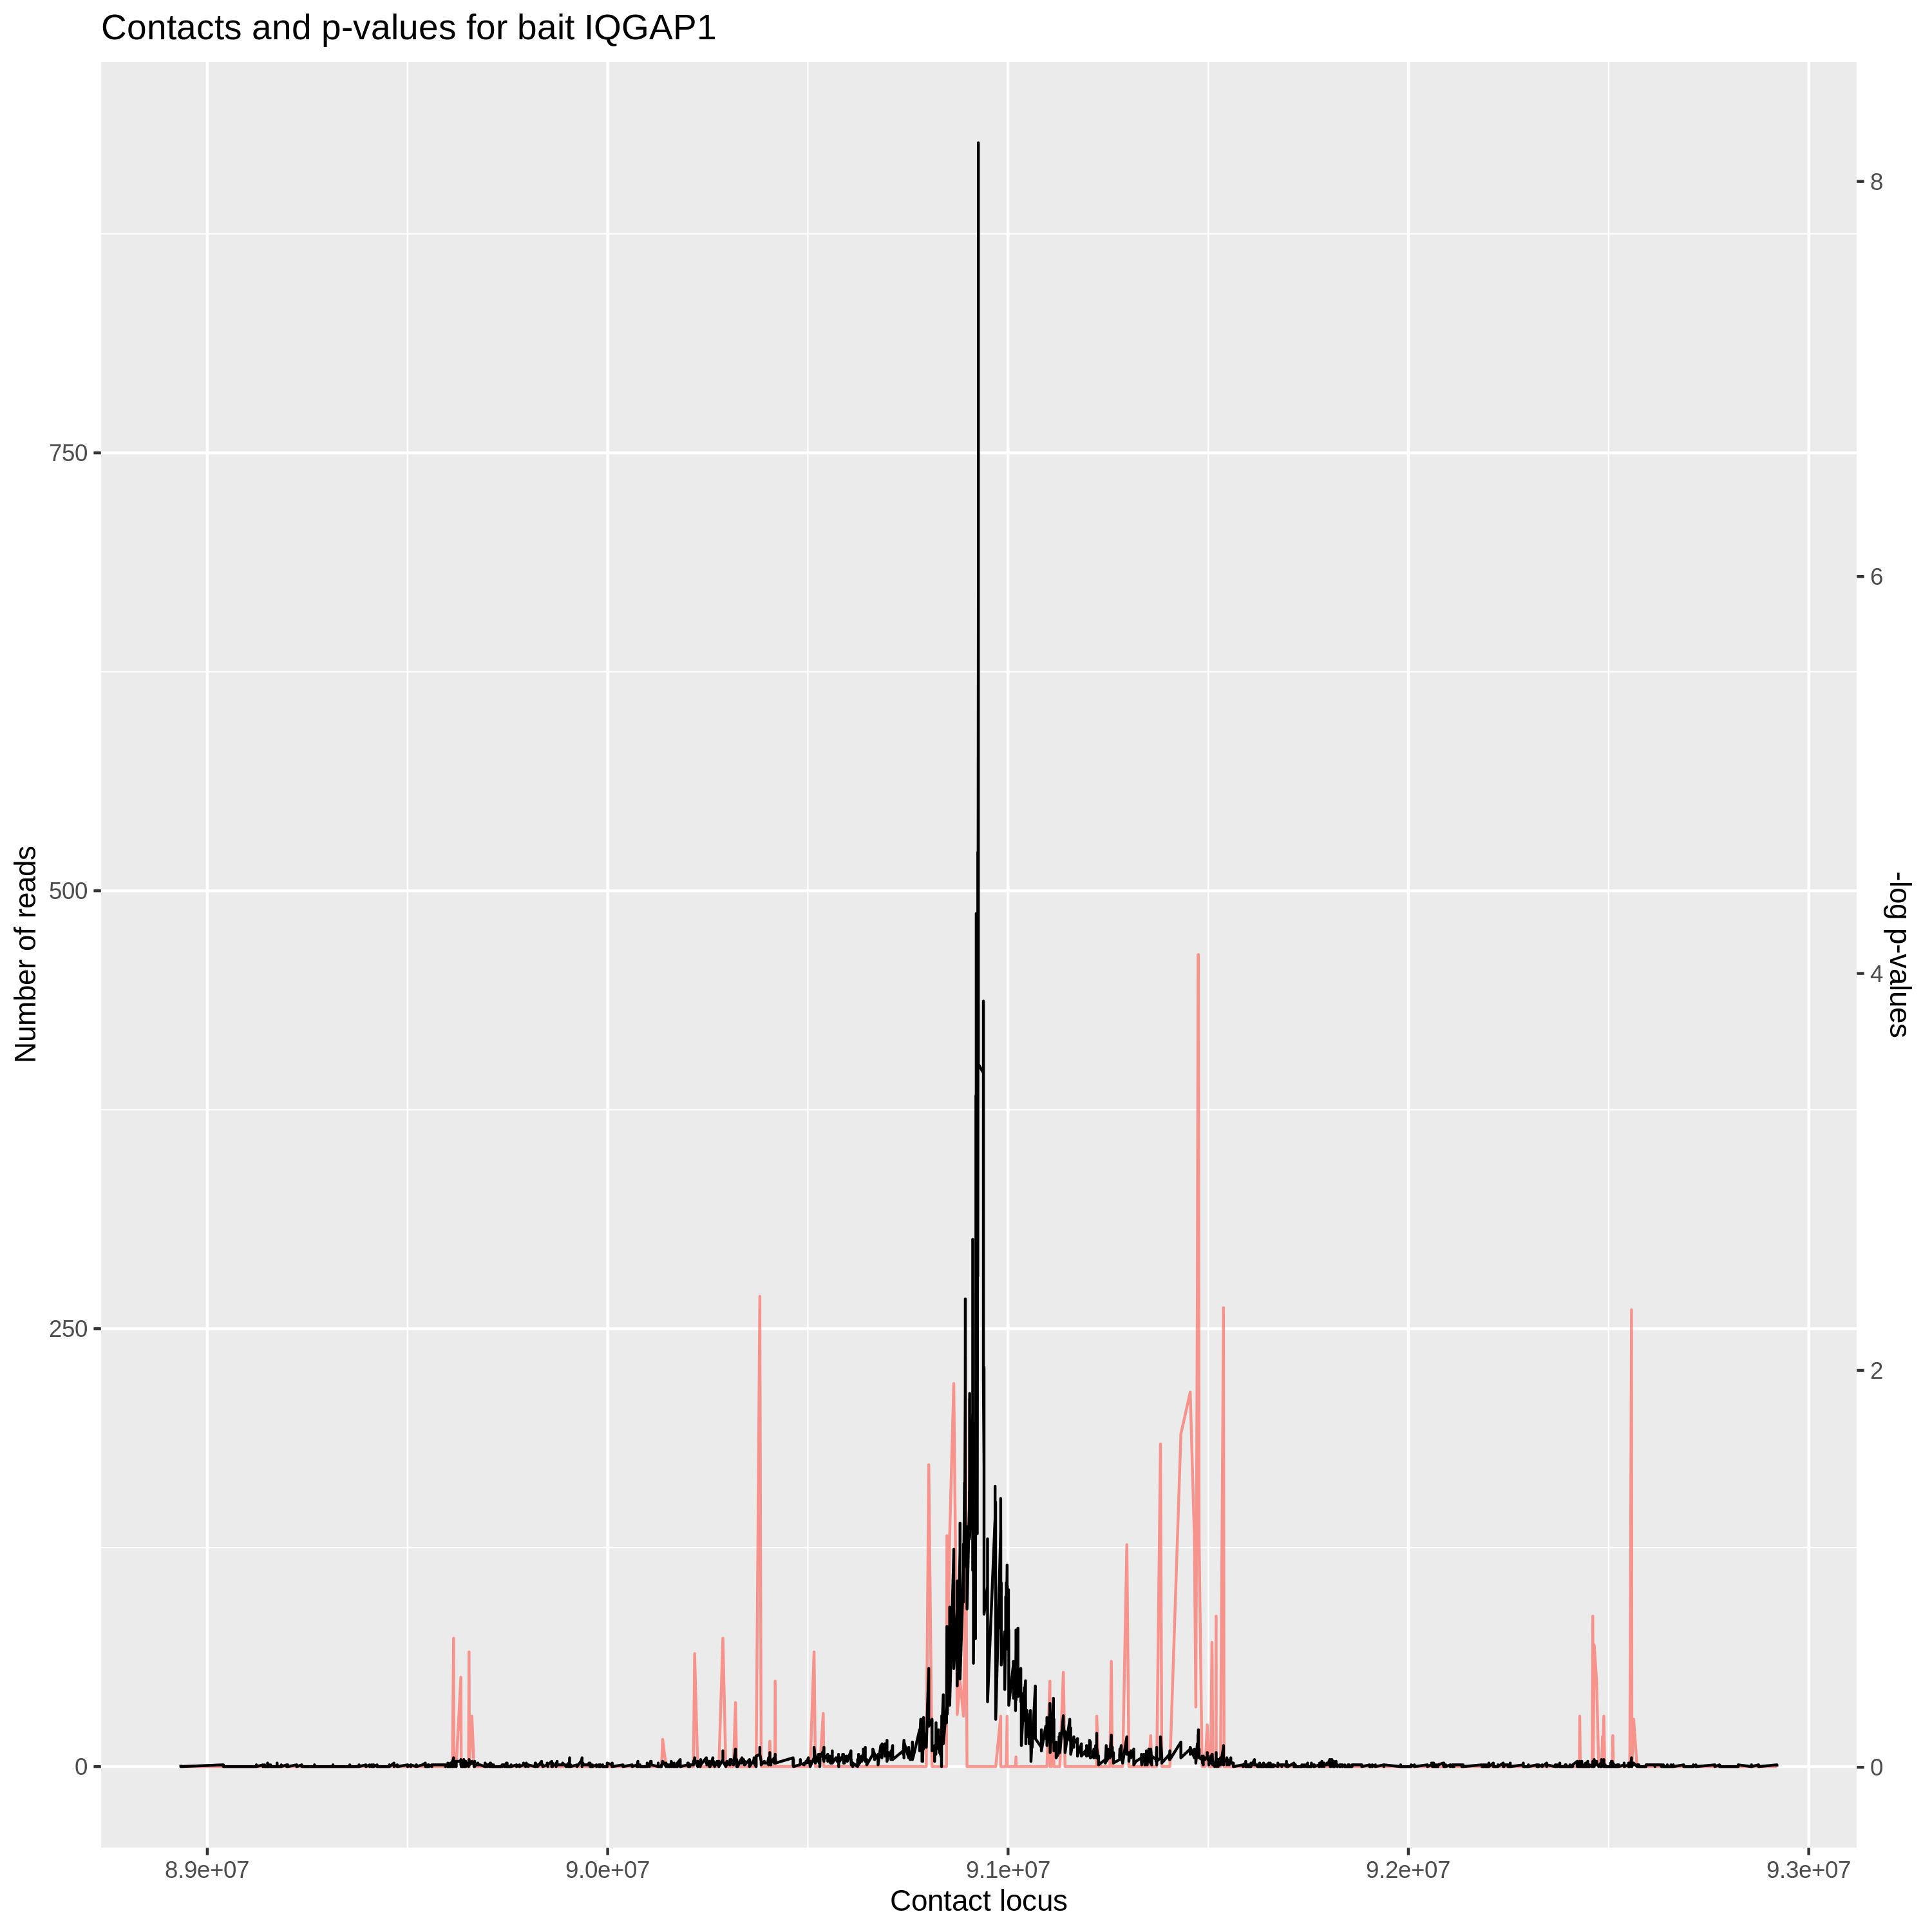 Contacts and p-values for bait IQGAP1
Number of reads
750
500
250
0
8
6
4
2
0
-log p-values
8.9e+07
9.0e+07
9.1e+07
9.2e+07
9.3e+07
Contact locus